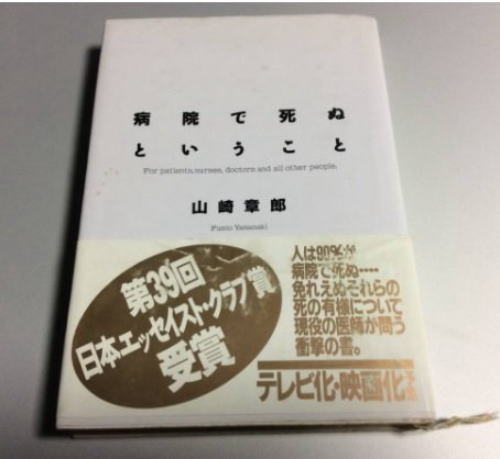 病院で死ぬ
ということ
For patients, nurses, doctors and all other people.
山崎章郎
Fumio Yamazaki
第39回
日本エッセイスト・クラブ賞
受賞
人は90%が
病院で死ぬ‥‥
免れえぬそれらの
死の有様について
現役の医師が問う
衝撃の書。
テレビ化・映画化